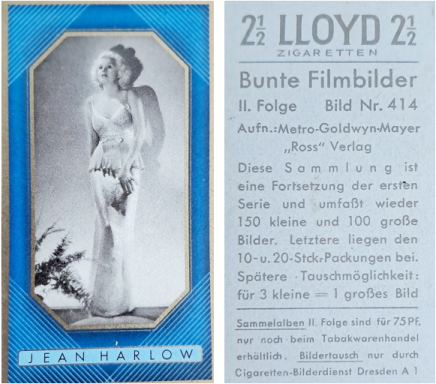 JEAN HARLOW
2½ LLOYD 2½
ZIGARETTEN
Bunte Filmbilder
II. Folge Bild Nr. 414
Aufn.: Metro-Goldwyn-Mayer
„Ross" Verlag
Diese Sammlung ist
eine Fortsetzung der ersten
Serie und umfaßt wieder
150 kleine und 100 große
Bilder. Letztere liegen den
10- u. 20-Stck.-Packungen bei.
Spätere Tauschmöglichkeit:
für 3 kleine = 1 großes Bild
Sammelalben II. Folge sind für 75 PF.
nur noch beim Tabakwarenhandel
erhältlich. Bildertausch nur durch
Cigaretten-Bilderdienst Dresden A 1